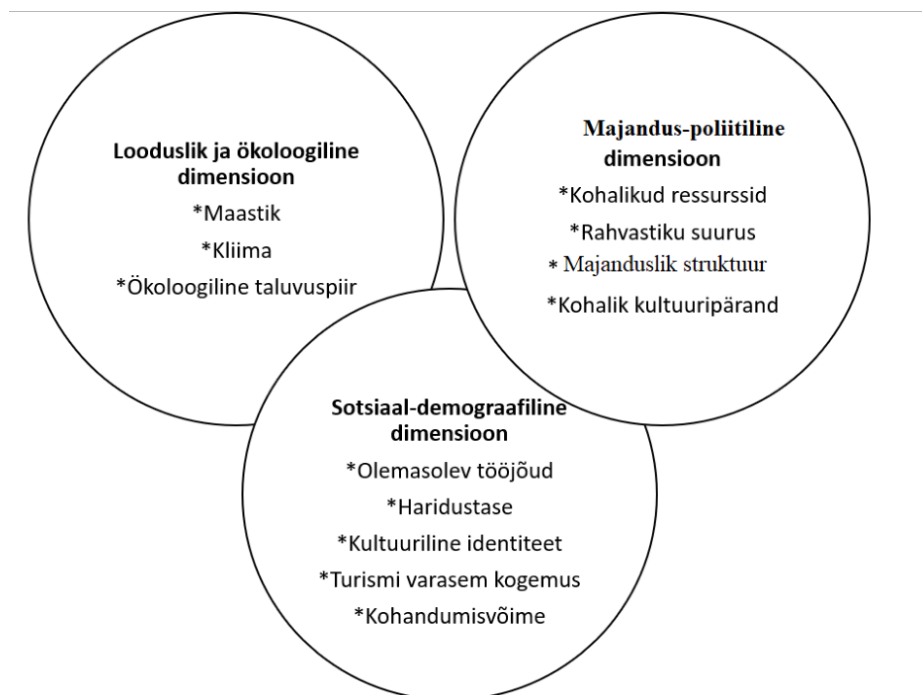 Looduslik ja ökoloogiline
dimensioon
*Maastik
*Kliima
*Ökoloogiline taluvuspiir
Majandus-poliitiline
dimensioon
*Kohalikud ressurssid
*Rahvastiku suurus
* Majanduslik struktuur
*Kohalik kultuuripärand
Sotsiaal-demograafiline
dimensioon
*Olemasolev tööjõud
*Haridustase
*Kultuuriline identiteet
*Turismi varasem kogemus
*Kohandumisvõime